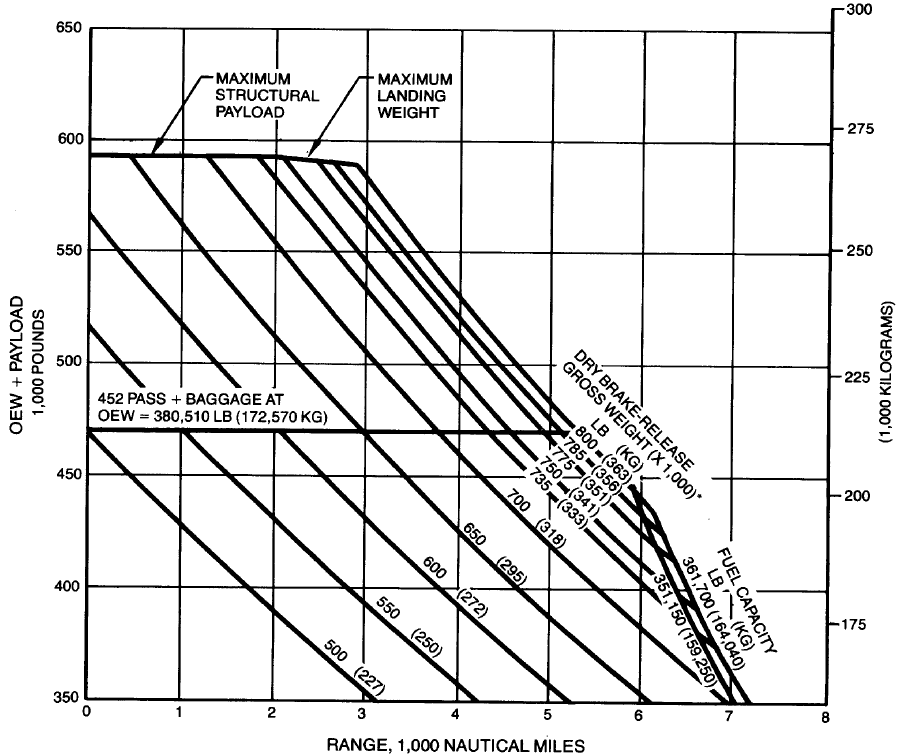 650
600
550
500
450
400
350
OEW + PAYLOAD
1,000 POUNDS
MAXIMUM
STRUCTURAL
PAYLOAD
MAXIMUM
LANDING
WEIGHT
300
275
250
225
200
175
(1,000 KILOGRAMS)
452 PASS + BAGGAGE AT
OEW = 380,510 LB (172,570 KG)
DRY BRAKE-RELEASE
GROSS WEIGHT (X 1,000)*
LB (KG)
800 (363)
785 (356)
775 (351)
750 (341)
735 (333)
700 (318)
650 (295)
600 (272)
550 (250)
500 (227)
FUEL CAPACITY
LB (KG)
361,700 (164,040)
351,150 (159,250)
0 1 2 3 4 5 6 7 8
RANGE, 1,000 NAUTICAL MILES